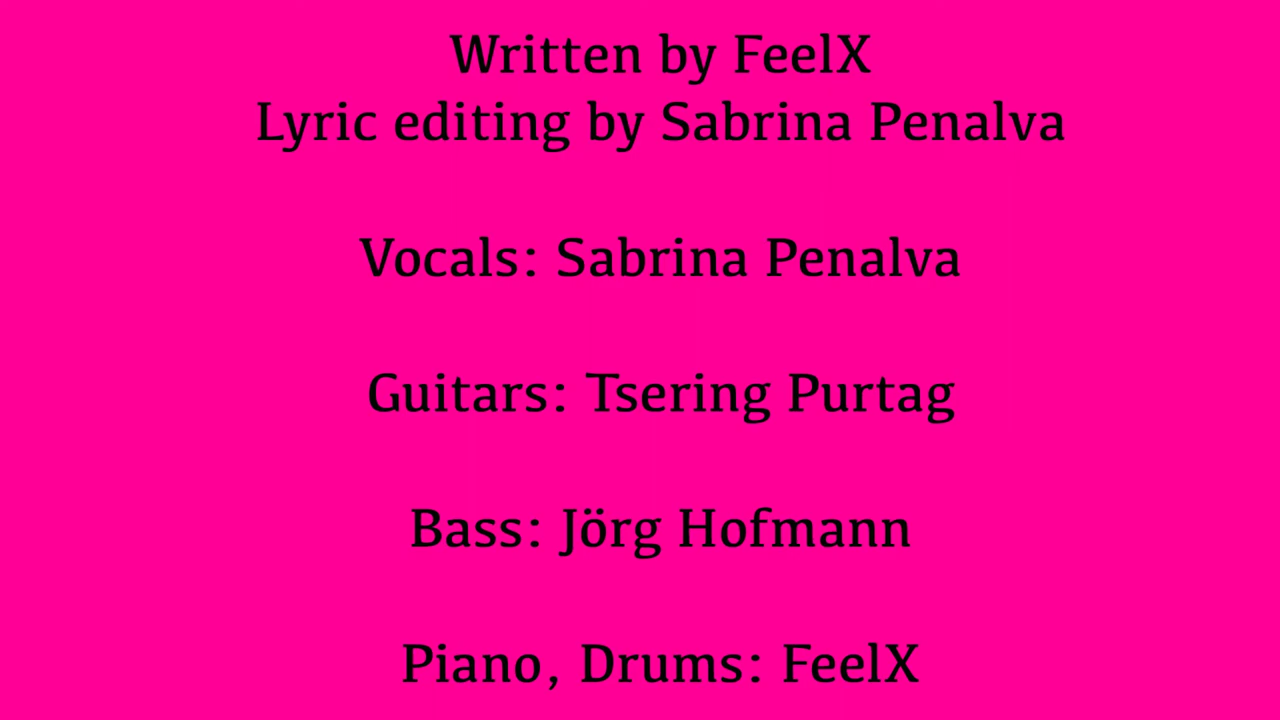 Written by FeelX
Lyric editing by Sabrina Penalva
Vocals: Sabrina Penalva
Guitars: Tsering Purtag
Bass: Jörg Hofmann
Piano, Drums: FeelX